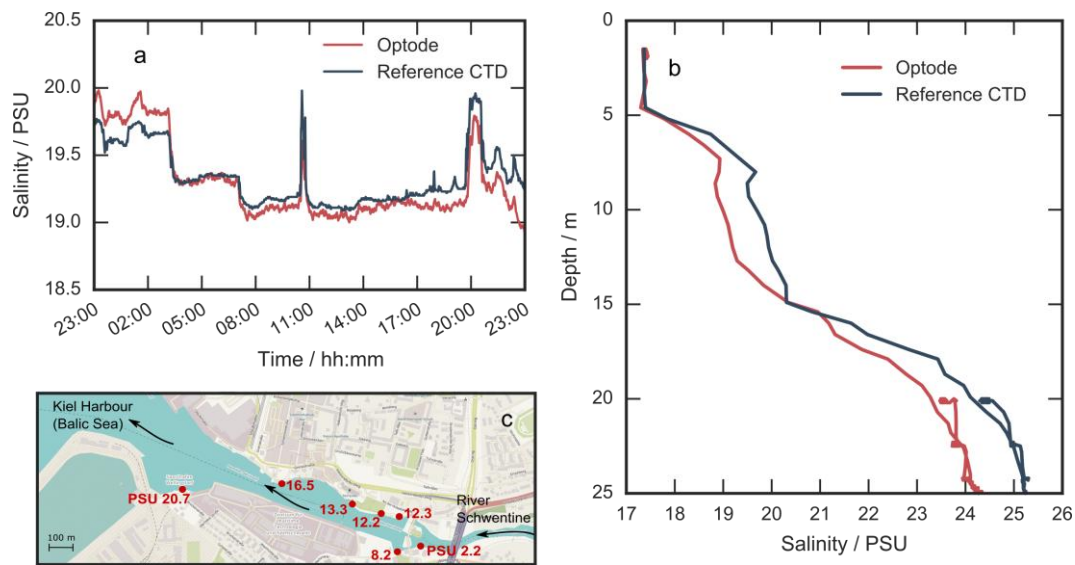 20.5
20.0
19.5
19.0
18.5
Salinity / PSU
a
Optode
Reference CTD
23:00
02:00
05:00
08:00
11:00
14:00
17:00
20:00
23:00
Time / hh:mm
0
5
10
15
20
25
Depth / m
b
Optode
Reference CTD
17
18
19
20
21
22
23
24
25
26
Salinity / PSU
Kiel Harbour
(Balic Sea)
c
PSU 20.7
16.5
13.3
12.2
12.3
River
Schwentine
8.2
PSU 2.2
100 m